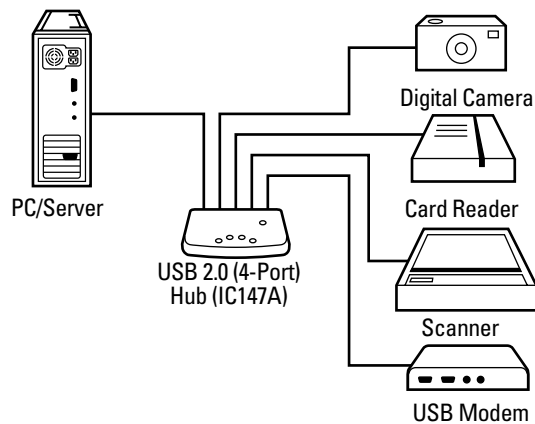 Digital Camera
PC/Server
Card Reader
USB 2.0 (4-Port)
Hub (IC147A)
Scanner
USB Modem